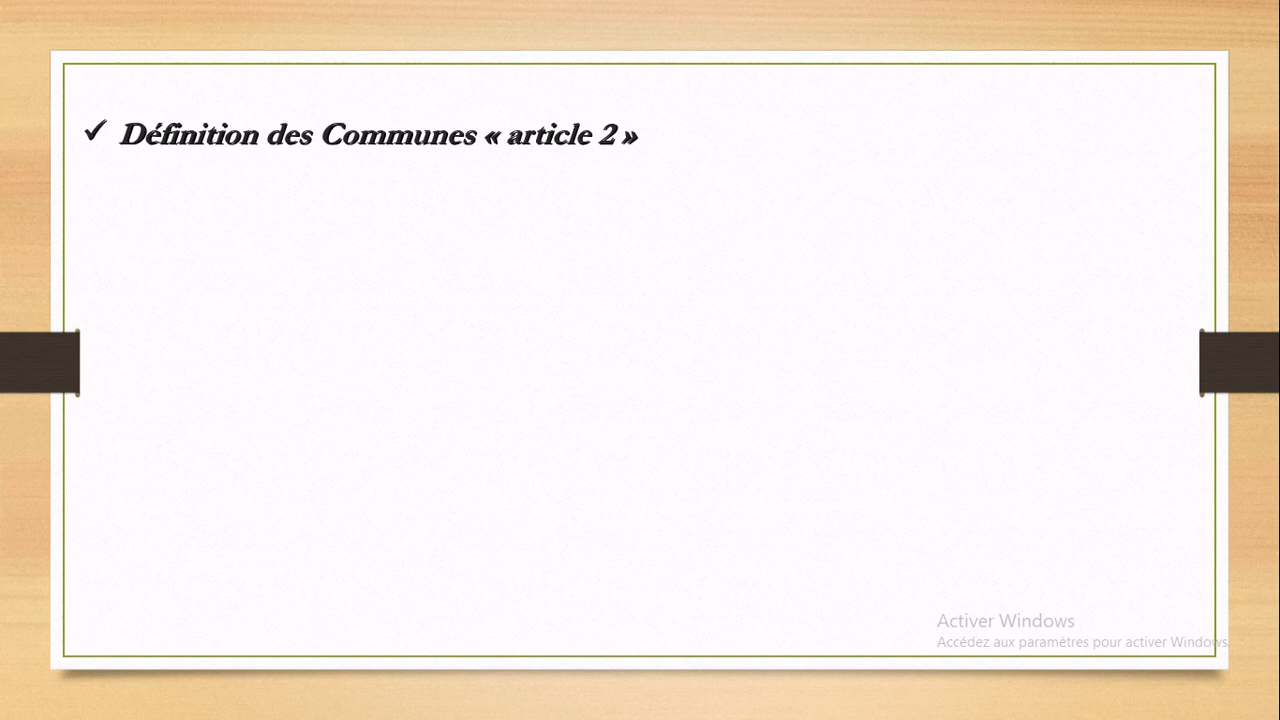 ✓ Définition des Communes « article 2 »
Activer Windows
Accédez aux paramètres pour activer Windows.